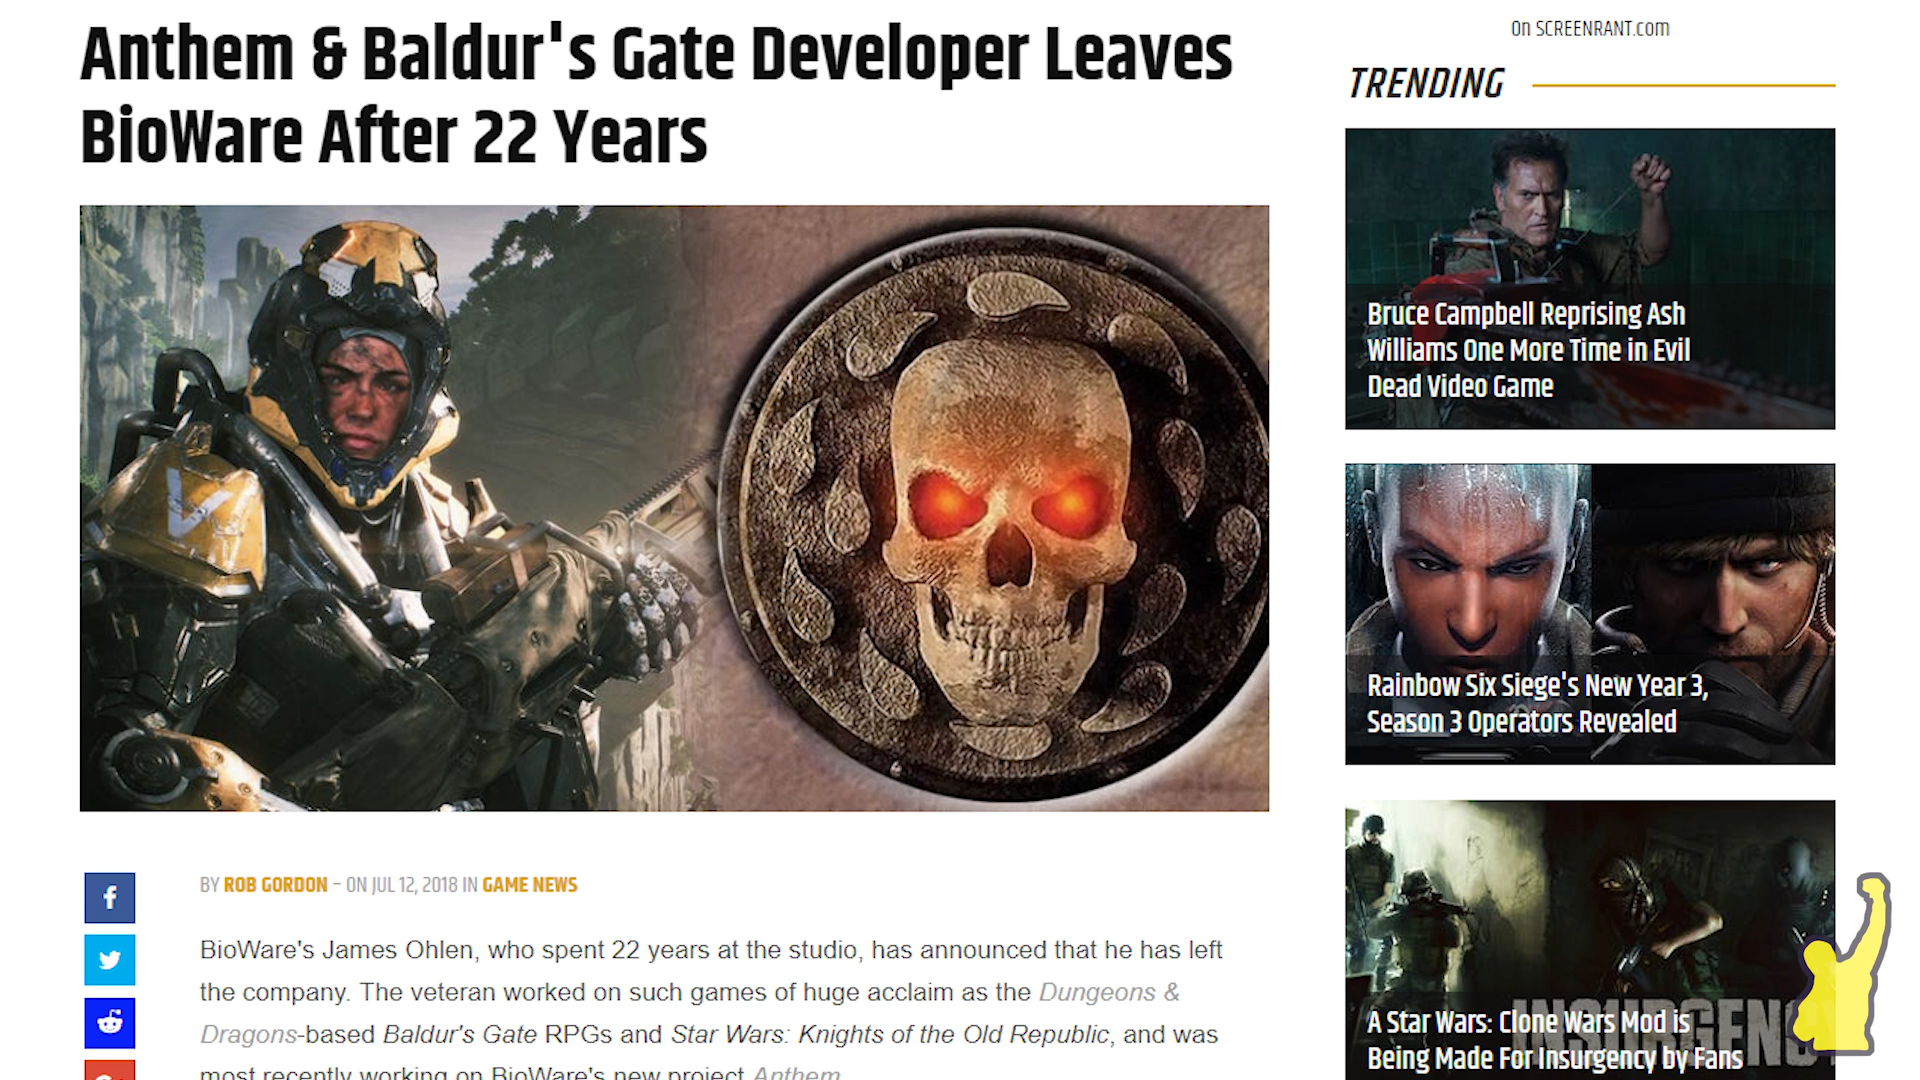 Anthem & Baldur's Gate Developer Leaves
BioWare After 22 Years
BY ROB GORDON – ON JUL 12, 2018 IN GAME NEWS
BioWare's James Ohlen, who spent 22 years at the studio, has announced that he has left
the company. The veteran worked on such games of huge acclaim as the Dungeons &
Dragons-based Baldur's Gate RPGs and Star Wars: Knights of the Old Republic, and was
most recently working on BioWare's new project Anthem.
On SCREENRANT.com
TRENDING
Bruce Campbell Reprising Ash
Williams One More Time in Evil
Dead Video Game
Rainbow Six Siege's New Year 3,
Season 3 Operators Revealed
A Star Wars: Clone Wars Mod is
Being Made For Insurgency by Fans